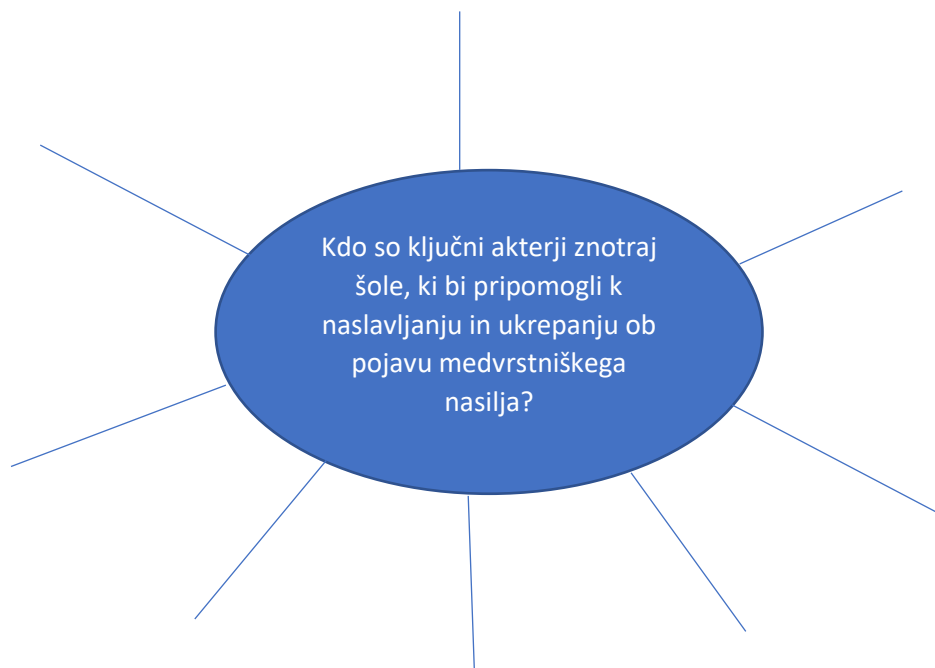 Kdo so ključni akterji znotraj
šole, ki bi pripomogli k
naslavljanju in ukrepanju ob
pojavu medvrstniškega
nasilja?